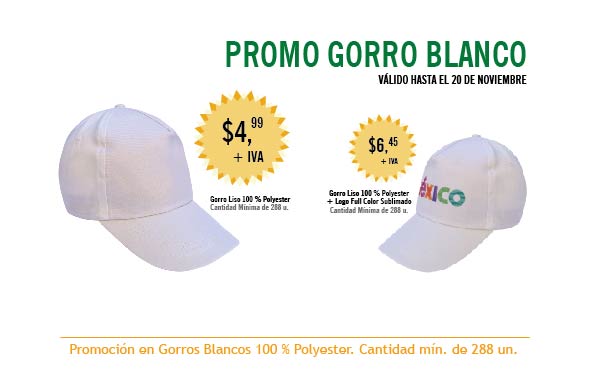 PROMO GORRO BLANCO
VÁLIDO HASTA EL 20 DE NOVIEMBRE
$4,99
+ IVA
Gorro Liso 100 % Polyester
Cantidad Mínima de 288 u.
$6,45
+ IVA
Gorro Liso 100 % Polyester
+ Logo Full Color Sublimado
Cantidad Mínima de 288 u.
éxico
Promoción en Gorros Blancos 100 % Polyester. Cantidad mín. de 288 un.